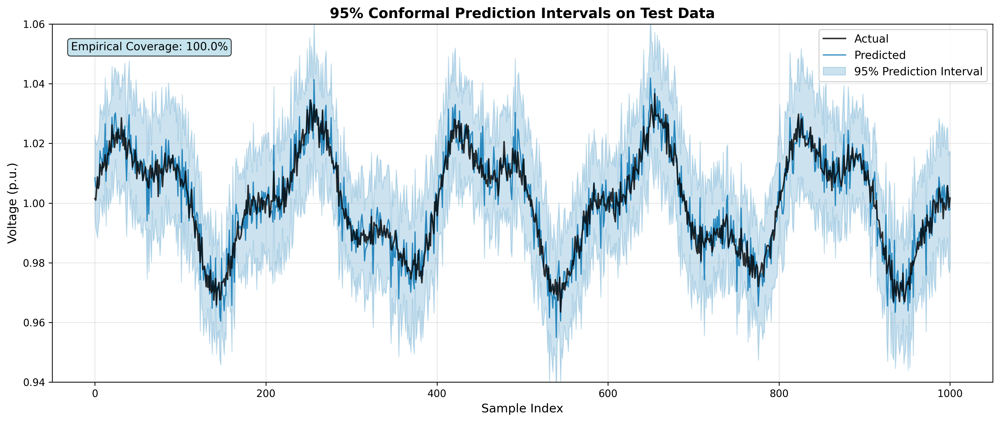 95% Conformal Prediction Intervals on Test Data
Empirical Coverage: 100.0%
Actual
Predicted
95% Prediction Interval
Voltage (p.u.)
1.06
1.04
1.02
1.00
0.98
0.96
0.94
0
200
400
600
800
1000
Sample Index